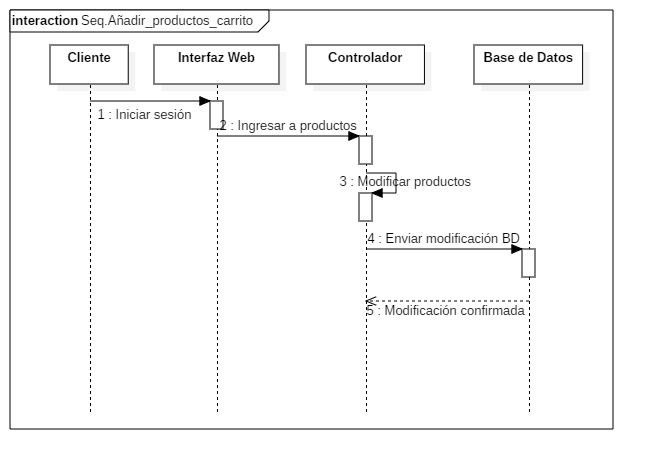 interaction Seq.Añadir_productos_carrito
Cliente
Interfaz Web
Controlador
Base de Datos
1 : Iniciar sesión
2 : Ingresar a productos
3 : Modificar productos
4 : Enviar modificación BD
5 : Modificación confirmada